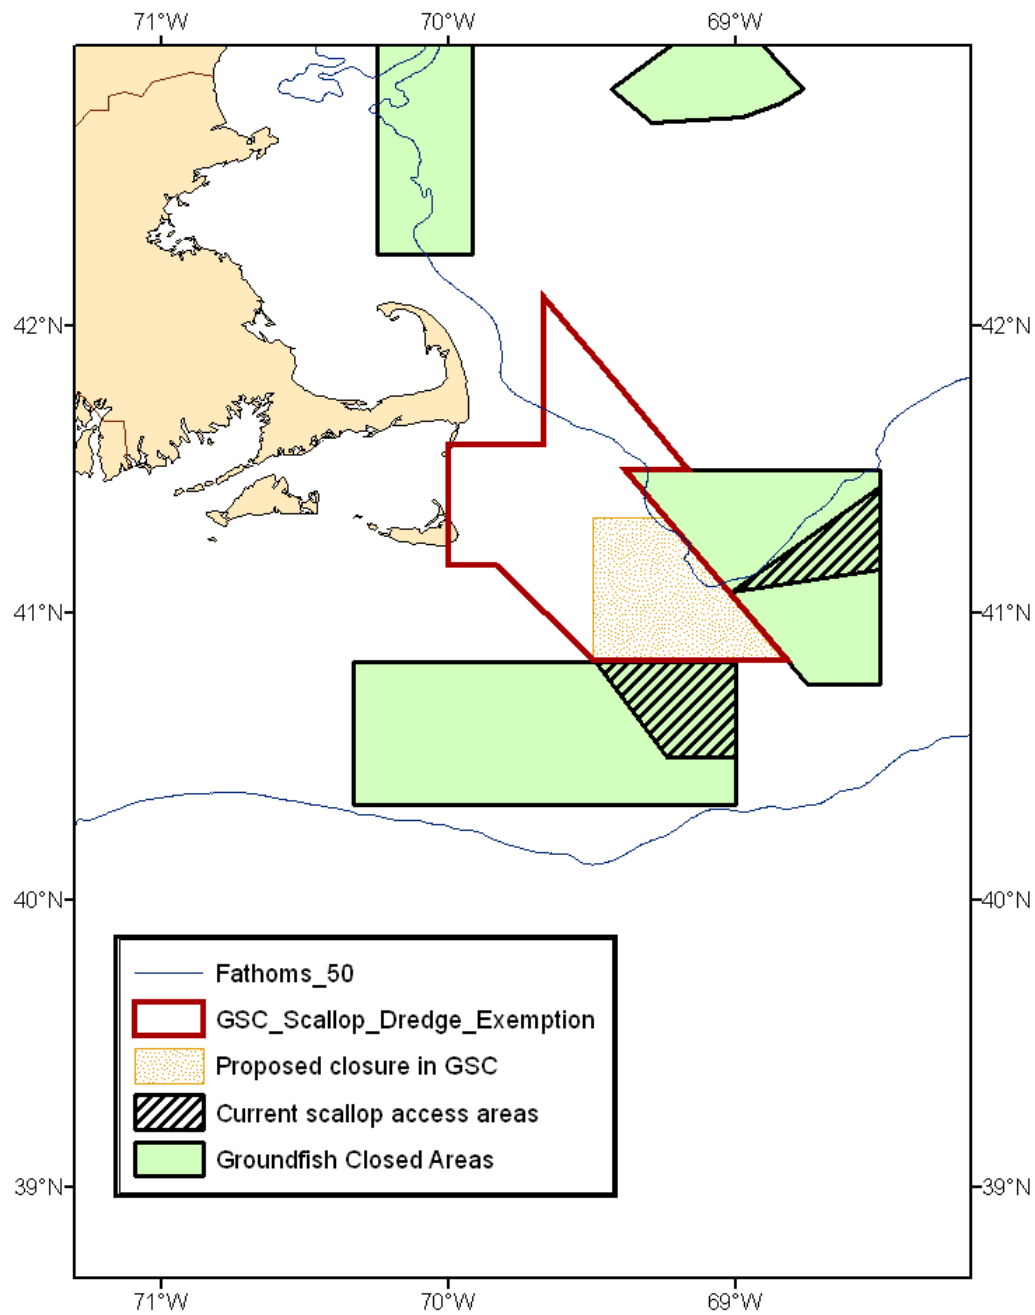 71°W 70°W 69°W
42°N 42°N
41°N 41°N
40°N 40°N
Fathoms_50
GSC_Scallop_Dredge_Exemption
Proposed closure in GSC
Current scallop access areas
Groundfish Closed Areas
39°N 39°N
71°W 70°W 69°W